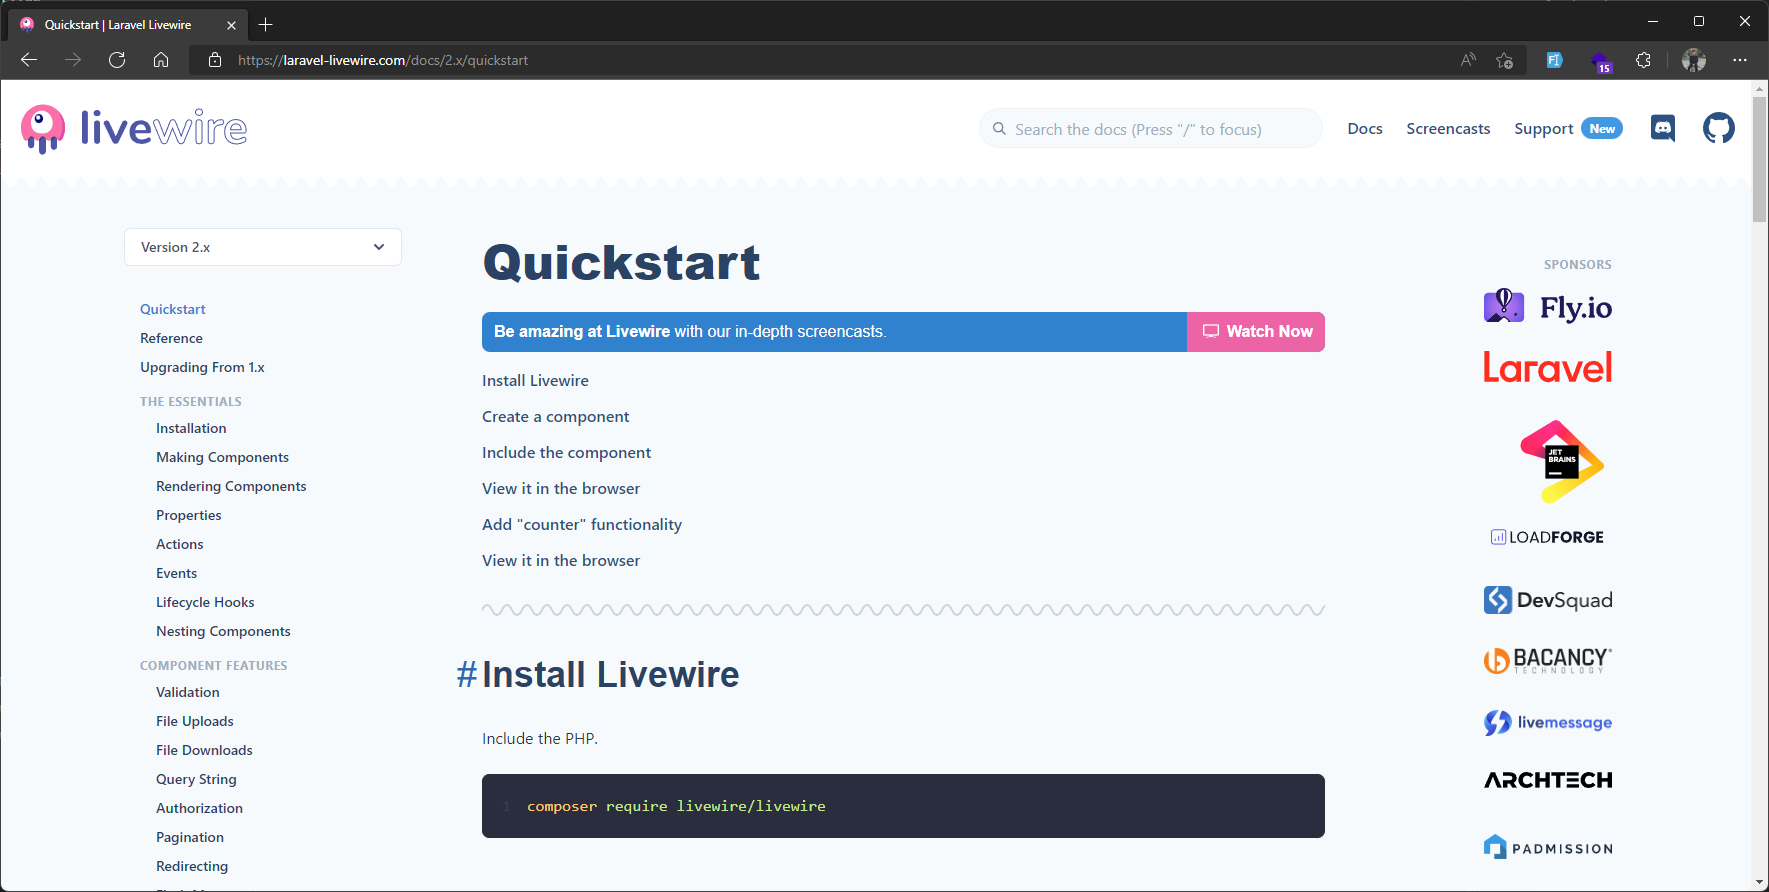 Quickstart | Laravel Livewire
https://laravel-livewire.com/docs/2.x/quickstart
15
livewire
Search the docs (Press "/" to focus)
Docs
Screencasts
Support
New
Version 2.x
Quickstart
Reference
Upgrading From 1.x
THE ESSENTIALS
Installation
Making Components
Rendering Components
Properties
Actions
Events
Lifecycle Hooks
Nesting Components
COMPONENT FEATURES
Validation
File Uploads
File Downloads
Query String
Authorization
Pagination
Redirecting
Quickstart
Be amazing at Livewire with our in-depth screencasts.
Watch Now
Install Livewire
Create a component
Include the component
View it in the browser
Add "counter" functionality
View it in the browser
#Install Livewire
Include the PHP.
1 composer require livewire/livewire
SPONSORS
Fly.io
Laravel
JET
BRAINS
LOADFORGE
DevSquad
BACANCY
TECHNOLOGY
livemessage
ARCHTECH
PADMISSION